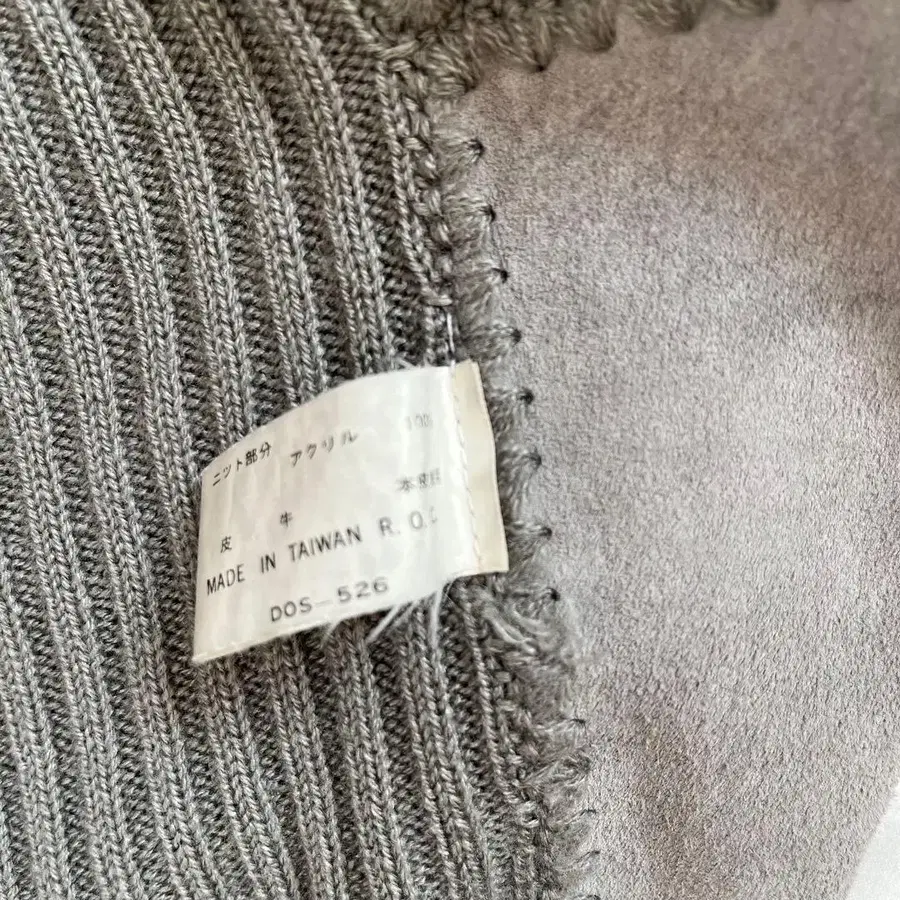 ニット部分 アクリル 100%
皮 牛 本皮
MADE IN TAIWAN R.O.C
DOS-526